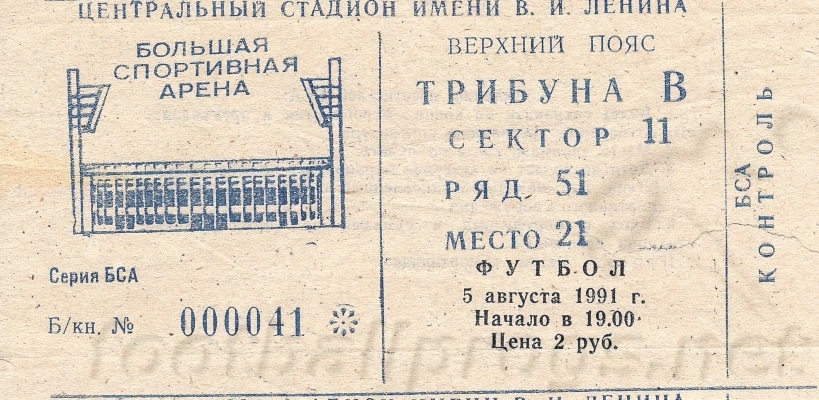 ЦЕНТРАЛЬНЫЙ СТАДИОН ИМЕНИ В. И. ЛЕНИНА
БОЛЬШАЯ
СПОРТИВНАЯ
АРЕНА
Серия БСА
Б/кн. № 000041
ВЕРХНИЙ ПОЯС
ТРИБУНА В
СЕКТОР 11
РЯД 51
МЕСТО 21
ФУТБОЛ
5 августа 1991 г.
Начало в 19.00
Цена 2 руб.
БСА
КОНТРОЛЬ